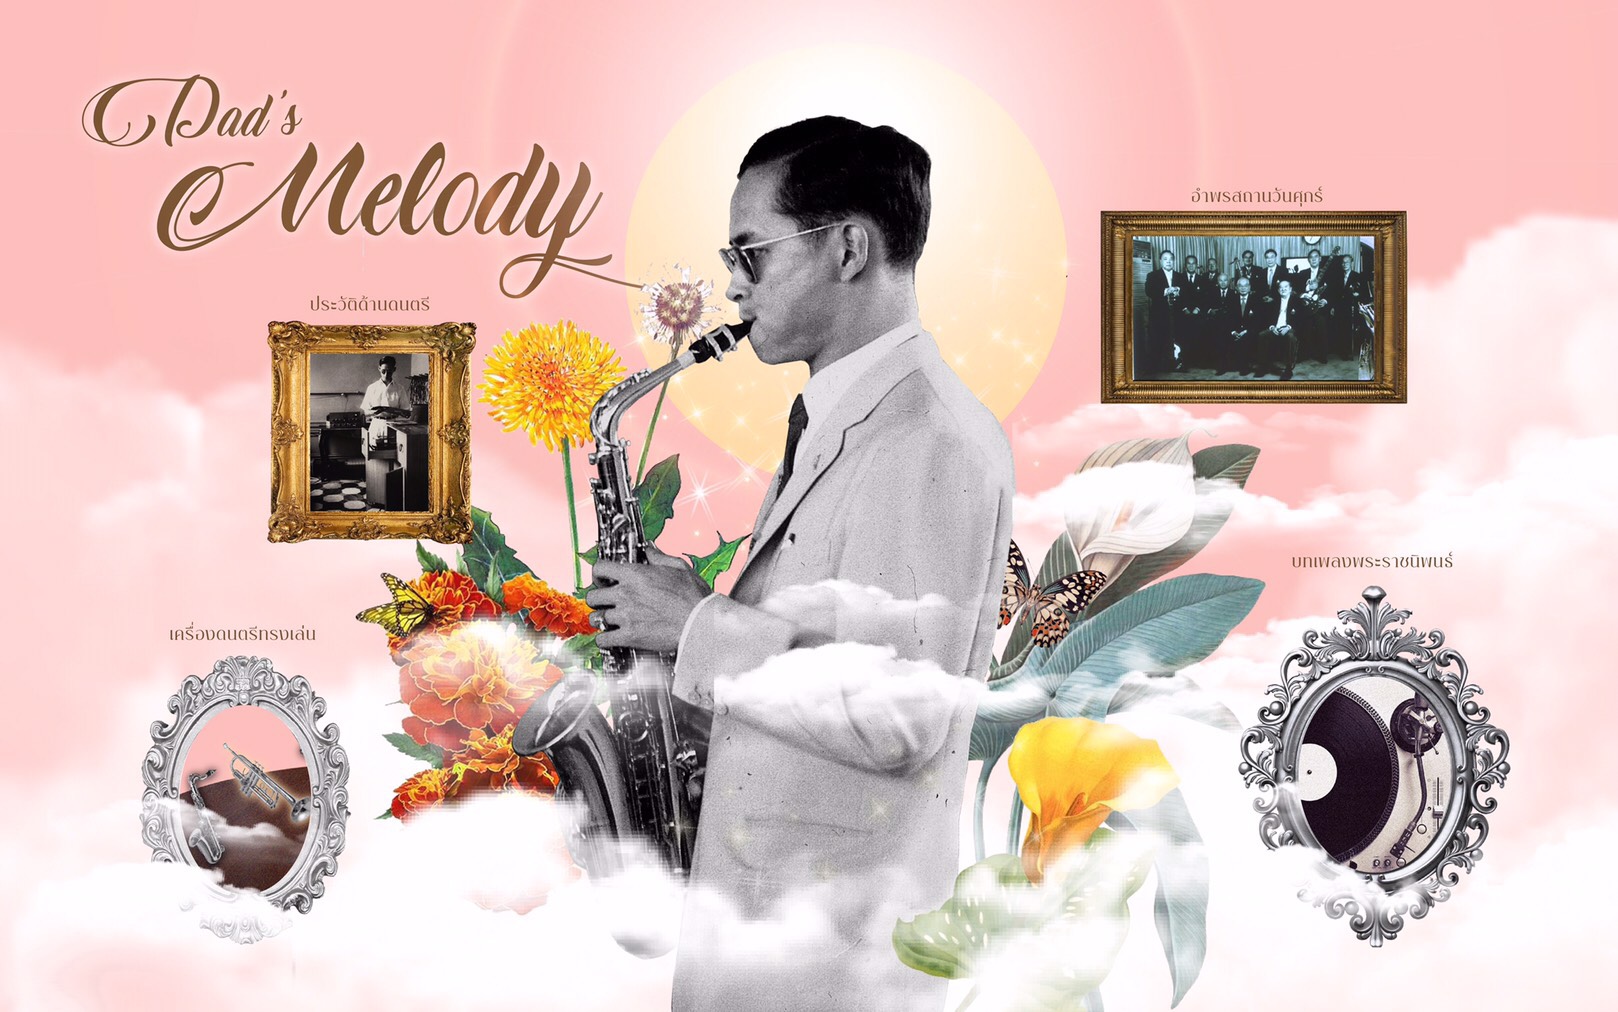 Dad's
Melody
ประวัติด้านดนตรี
เครื่องดนตรีทรงเล่น
อำพรสถานวันศุกร์
บทเพลงพระราชนิพนธ์